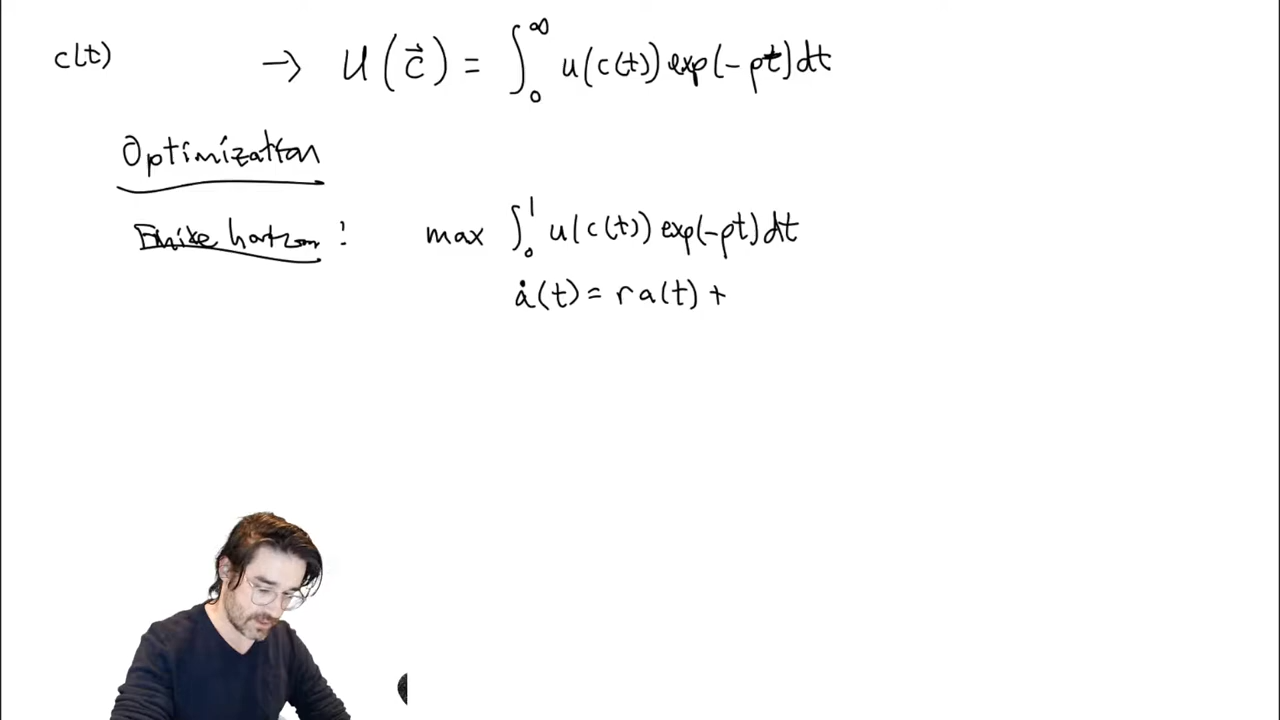 c(t) → U(c⃗) = ∫₀^∞ u(c(t)) exp(-ρt) dt
Optimization
Finite horizon: max ∫₀¹ u(c(t)) exp(-ρt) dt
ȧ(t) = r a(t) +